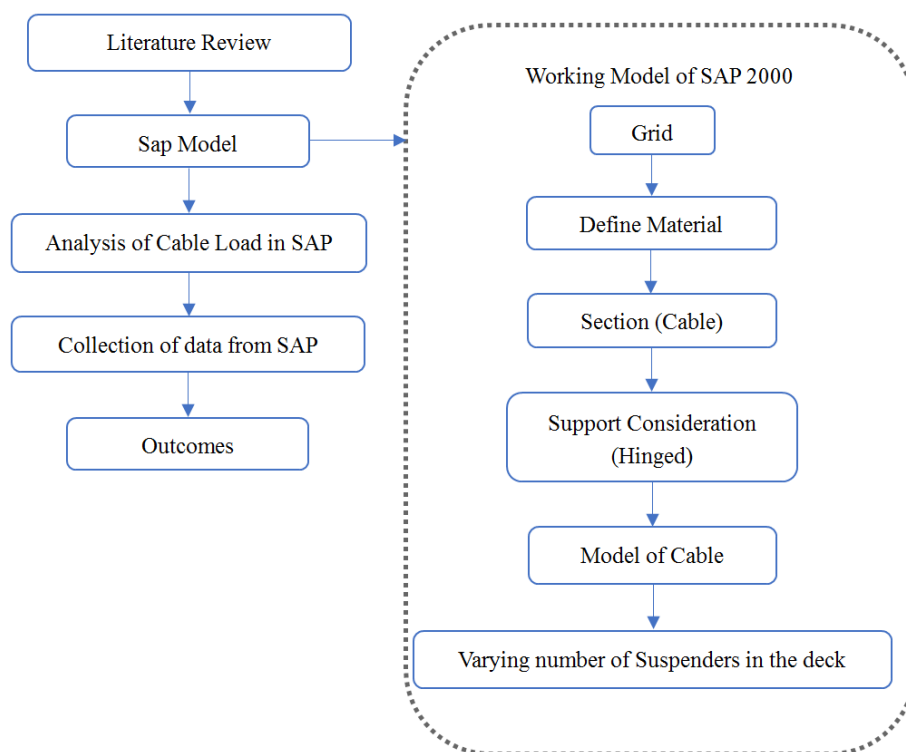 Literature Review
Sap Model
Analysis of Cable Load in SAP
Collection of data from SAP
Outcomes
Working Model of SAP 2000
Grid
Define Material
Section (Cable)
Support Consideration
(Hinged)
Model of Cable
Varying number of Suspenders in the deck